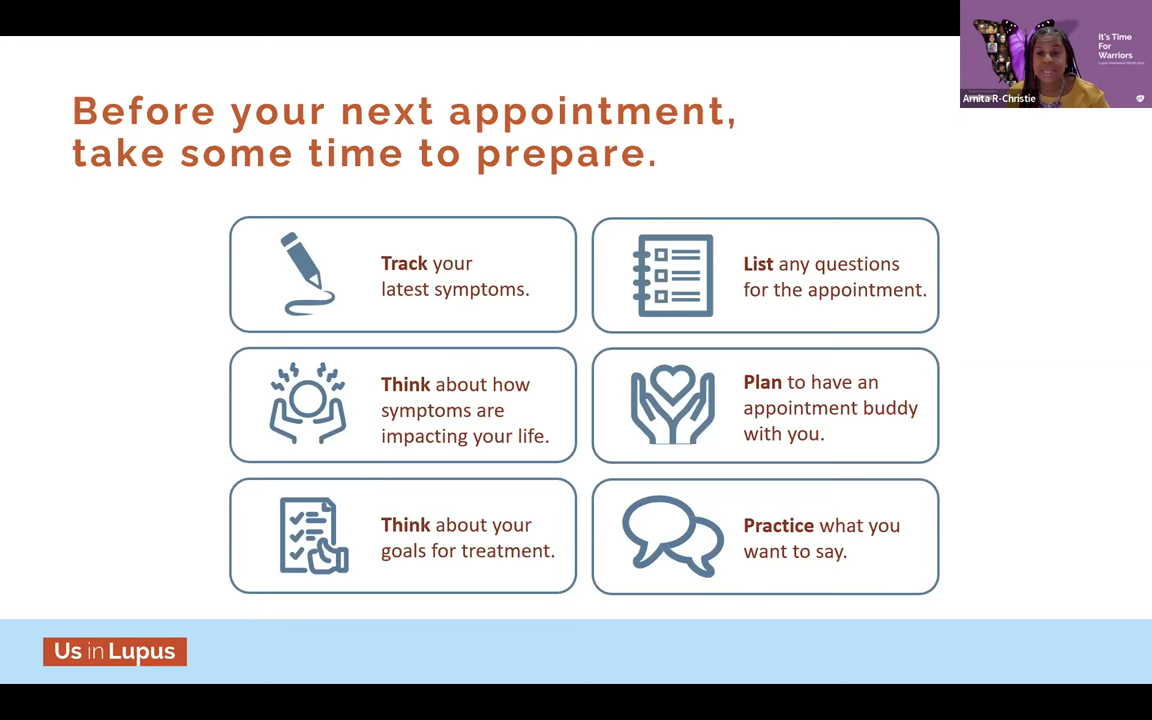 It's Time
For
Warriors
Arnita R-Christie
Before your next appointment,
take some time to prepare.
Track your
latest symptoms.
List any questions
for the appointment.
Think about how
symptoms are
impacting your life.
Plan to have an
appointment buddy
with you.
Think about your
goals for treatment.
Practice what you
want to say.
Us in Lupus